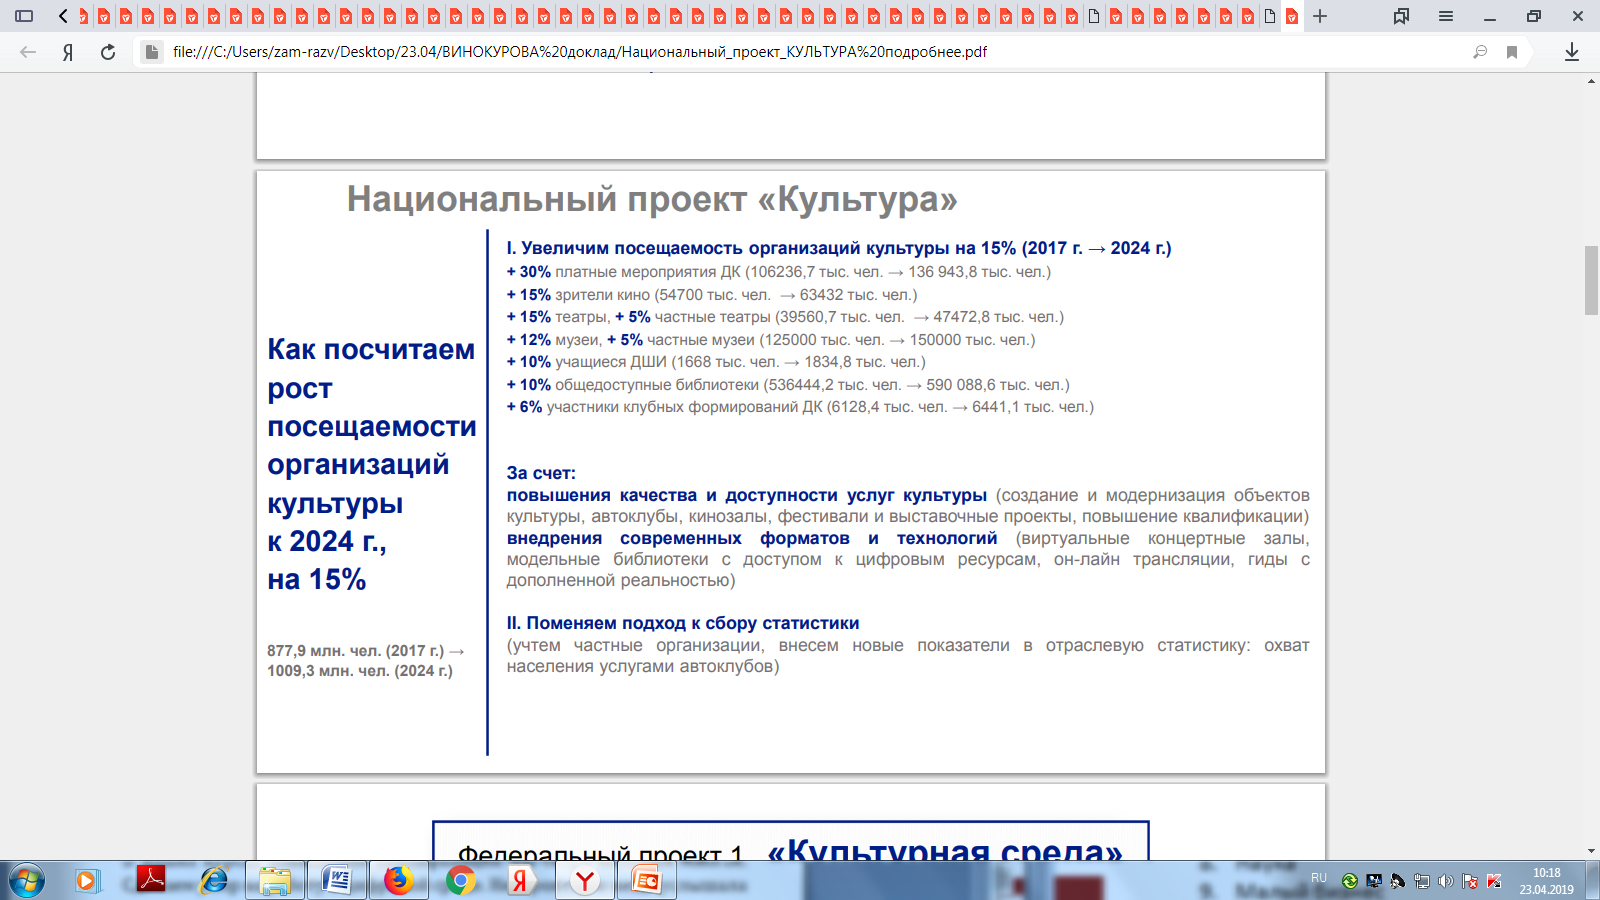 file:///C:/Users/zam-razv/Desktop/23.04/ВИНОКУРОВА%20доклад/Национальный_проект_КУЛЬТУРА%20подробнее.pdf
Национальный проект «Культура»
Как посчитаем
рост
посещаемости
организаций
культуры
к 2024 г.,
на 15%
877,9 млн. чел. (2017 г.) →
1009,3 млн. чел. (2024 г.)
I. Увеличим посещаемость организаций культуры на 15% (2017 г. → 2024 г.)
+ 30% платные мероприятия ДК (106236,7 тыс. чел. → 136 943,8 тыс. чел.)
+ 15% зрители кино (54700 тыс. чел. → 63432 тыс. чел.)
+ 15% театры, + 5% частные театры (39560,7 тыс. чел. → 47472,8 тыс. чел.)
+ 12% музеи, + 5% частные музеи (125000 тыс. чел. → 150000 тыс. чел.)
+ 10% учащиеся ДШИ (1668 тыс. чел. → 1834,8 тыс. чел.)
+ 10% общедоступные библиотеки (536444,2 тыс. чел. → 590 088,6 тыс. чел.)
+ 6% участники клубных формирований ДК (6128,4 тыс. чел. → 6441,1 тыс. чел.)
За счет:
повышения качества и доступности услуг культуры (создание и модернизация объектов
культуры, автоклубы, кинозалы, фестивали и выставочные проекты, повышение квалификации)
внедрения современных форматов и технологий (виртуальные концертные залы,
модельные библиотеки с доступом к цифровым ресурсам, он-лайн трансляции, гиды с
дополненной реальностью)
II. Поменяем подход к сбору статистики
(учтем частные организации, внесем новые показатели в отраслевую статистику: охват
населения услугами автоклубов)
Федеральный проект 1 «Культурная среда»
RU
10:18
23.04.2019